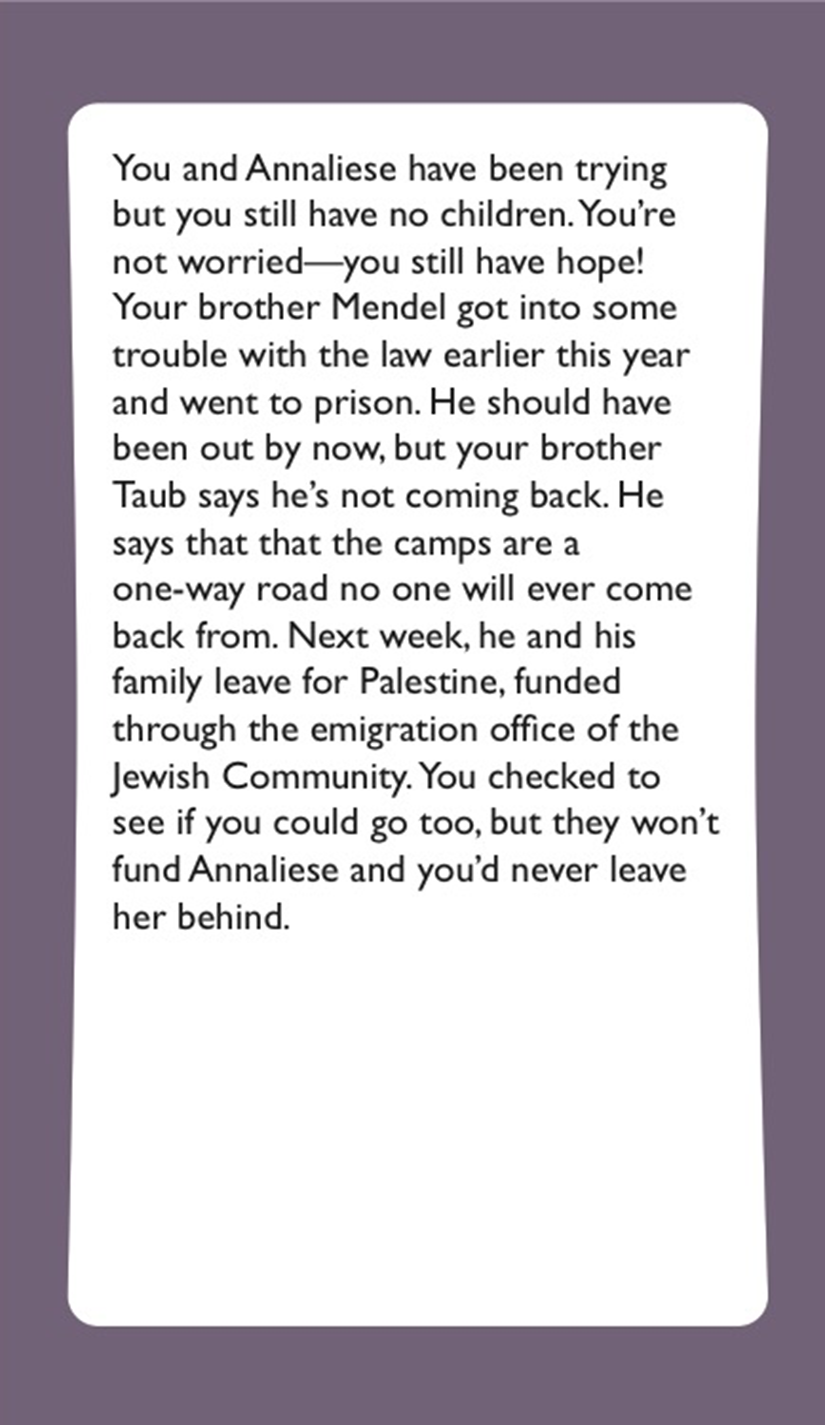 You and Annaliese have been trying
but you still have no children. You're
not worried—you still have hope!
Your brother Mendel got into some
trouble with the law earlier this year
and went to prison. He should have
been out by now, but your brother
Taub says he's not coming back. He
says that that the camps are a
one-way road no one will ever come
back from. Next week, he and his
family leave for Palestine, funded
through the emigration office of the
Jewish Community. You checked to
see if you could go too, but they won't
fund Annaliese and you'd never leave
her behind.